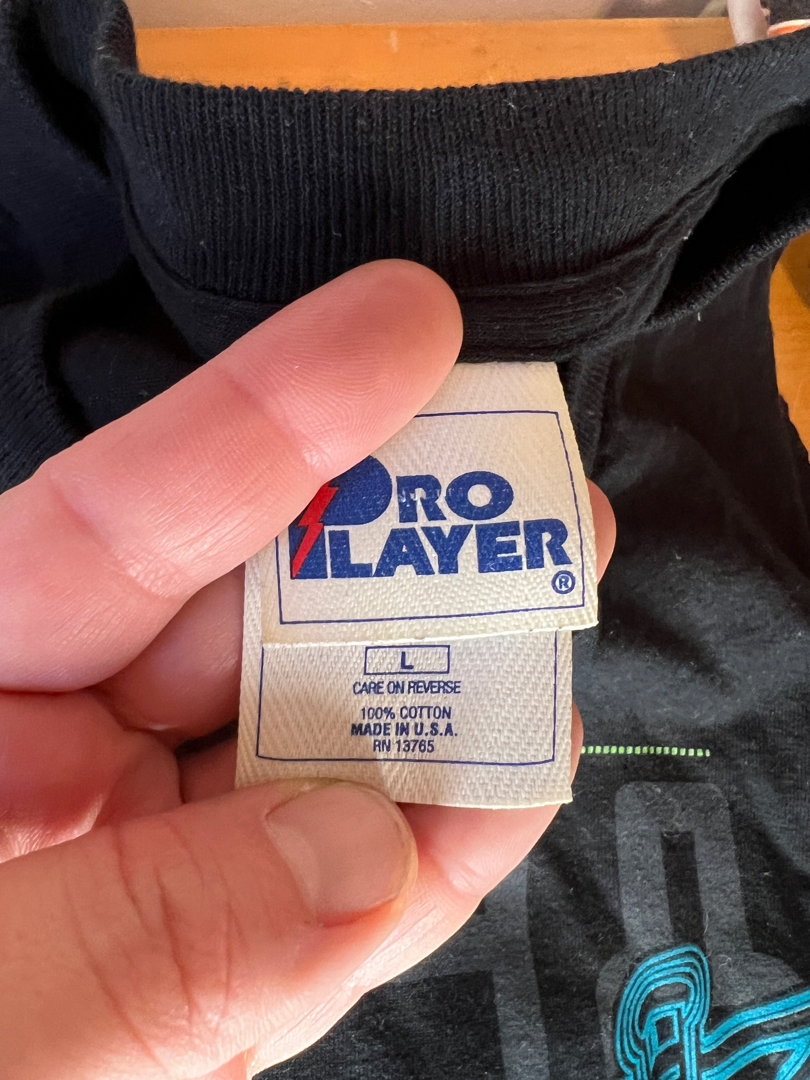 PRO
PLAYER
®
L
CARE ON REVERSE
100% COTTON
MADE IN U.S.A.
RN 13765